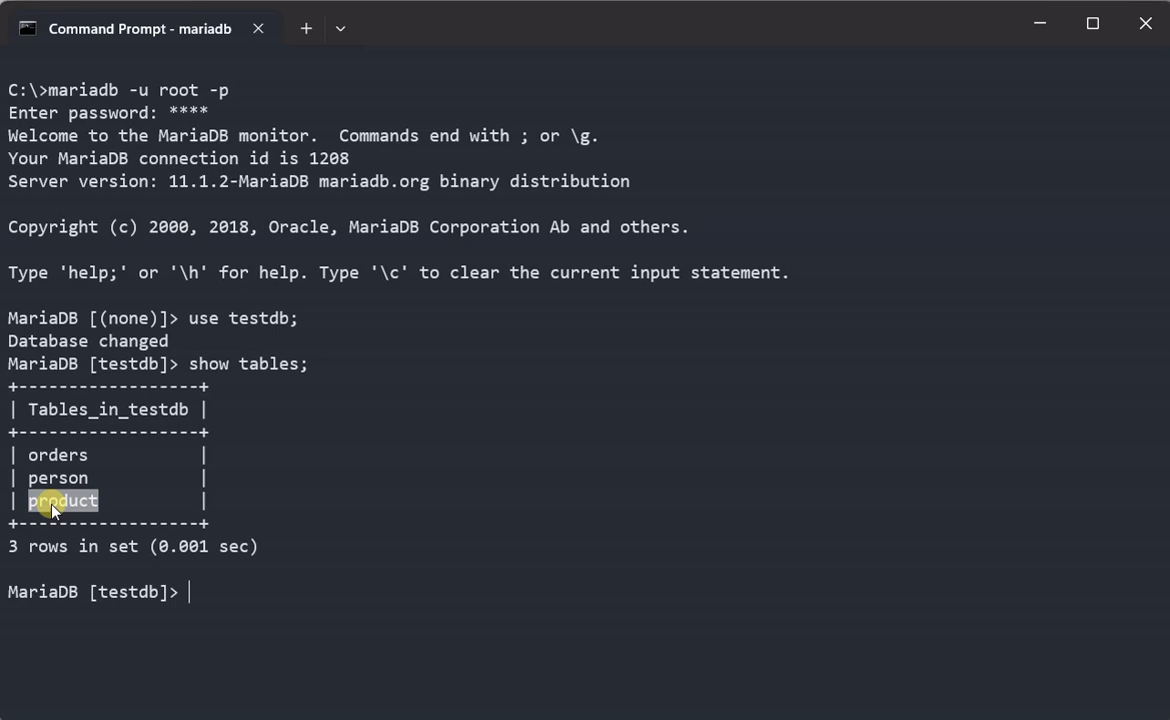 Command Prompt - mariadb
C:\>mariadb -u root -p
Enter password: ****
Welcome to the MariaDB monitor.  Commands end with ; or \g.
Your MariaDB connection id is 1208
Server version: 11.1.2-MariaDB mariadb.org binary distribution
Copyright (c) 2000, 2018, Oracle, MariaDB Corporation Ab and others.
Type 'help;' or '\h' for help. Type '\c' to clear the current input statement.
MariaDB [(none)]> use testdb;
Database changed
MariaDB [testdb]> show tables;
+------------------+
| Tables_in_testdb |
+------------------+
| orders           |
| person           |
| product          |
+------------------+
3 rows in set (0.001 sec)
MariaDB [testdb]>